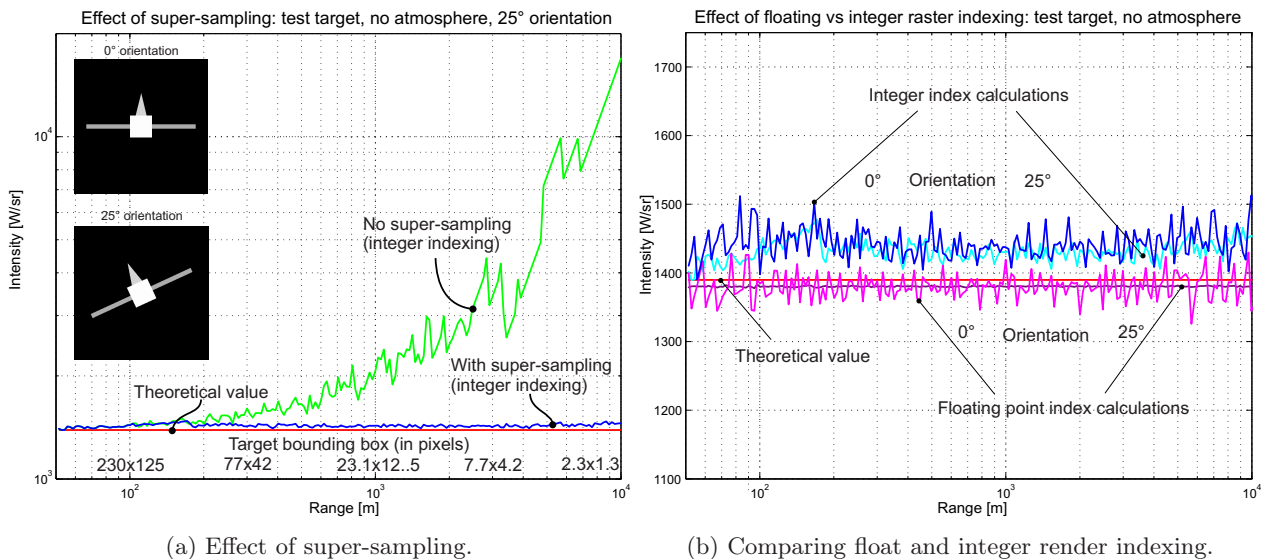 Effect of super-sampling: test target, no atmosphere, 25° orientation
0° orientation
25° orientation
No super-sampling
(integer indexing)
With super-sampling
(integer indexing)
Theoretical value
Target bounding box (in pixels)
230x125 77x42 23.1x12.5 7.7x4.2 2.3x1.3
Intensity [W/sr]
10^4
10^3
10^2 10^3 10^4
Range [m]
(a) Effect of super-sampling.
Effect of floating vs integer raster indexing: test target, no atmosphere
1700
1600
1500
1400
1300
1200
1100
Intensity [W/sr]
Integer index calculations
0° Orientation 25°
0° Orientation 25°
Theoretical value
Floating point index calculations
10^2 10^3 10^4
Range [m]
(b) Comparing float and integer render indexing.